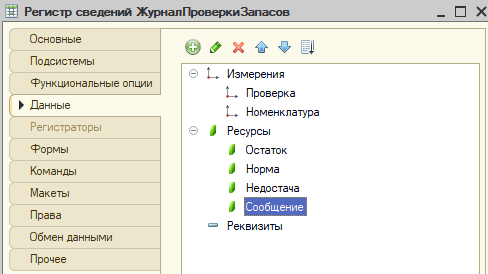 Регистр сведений ЖурналПроверкиЗапасов
Основные
Подсистемы
Функциональные опции
Данные
Регистраторы
Формы
Команды
Макеты
Права
Обмен данными
Прочее
Измерения
Проверка
Номенклатура
Ресурсы
Остаток
Норма
Недостача
Сообщение
Реквизиты